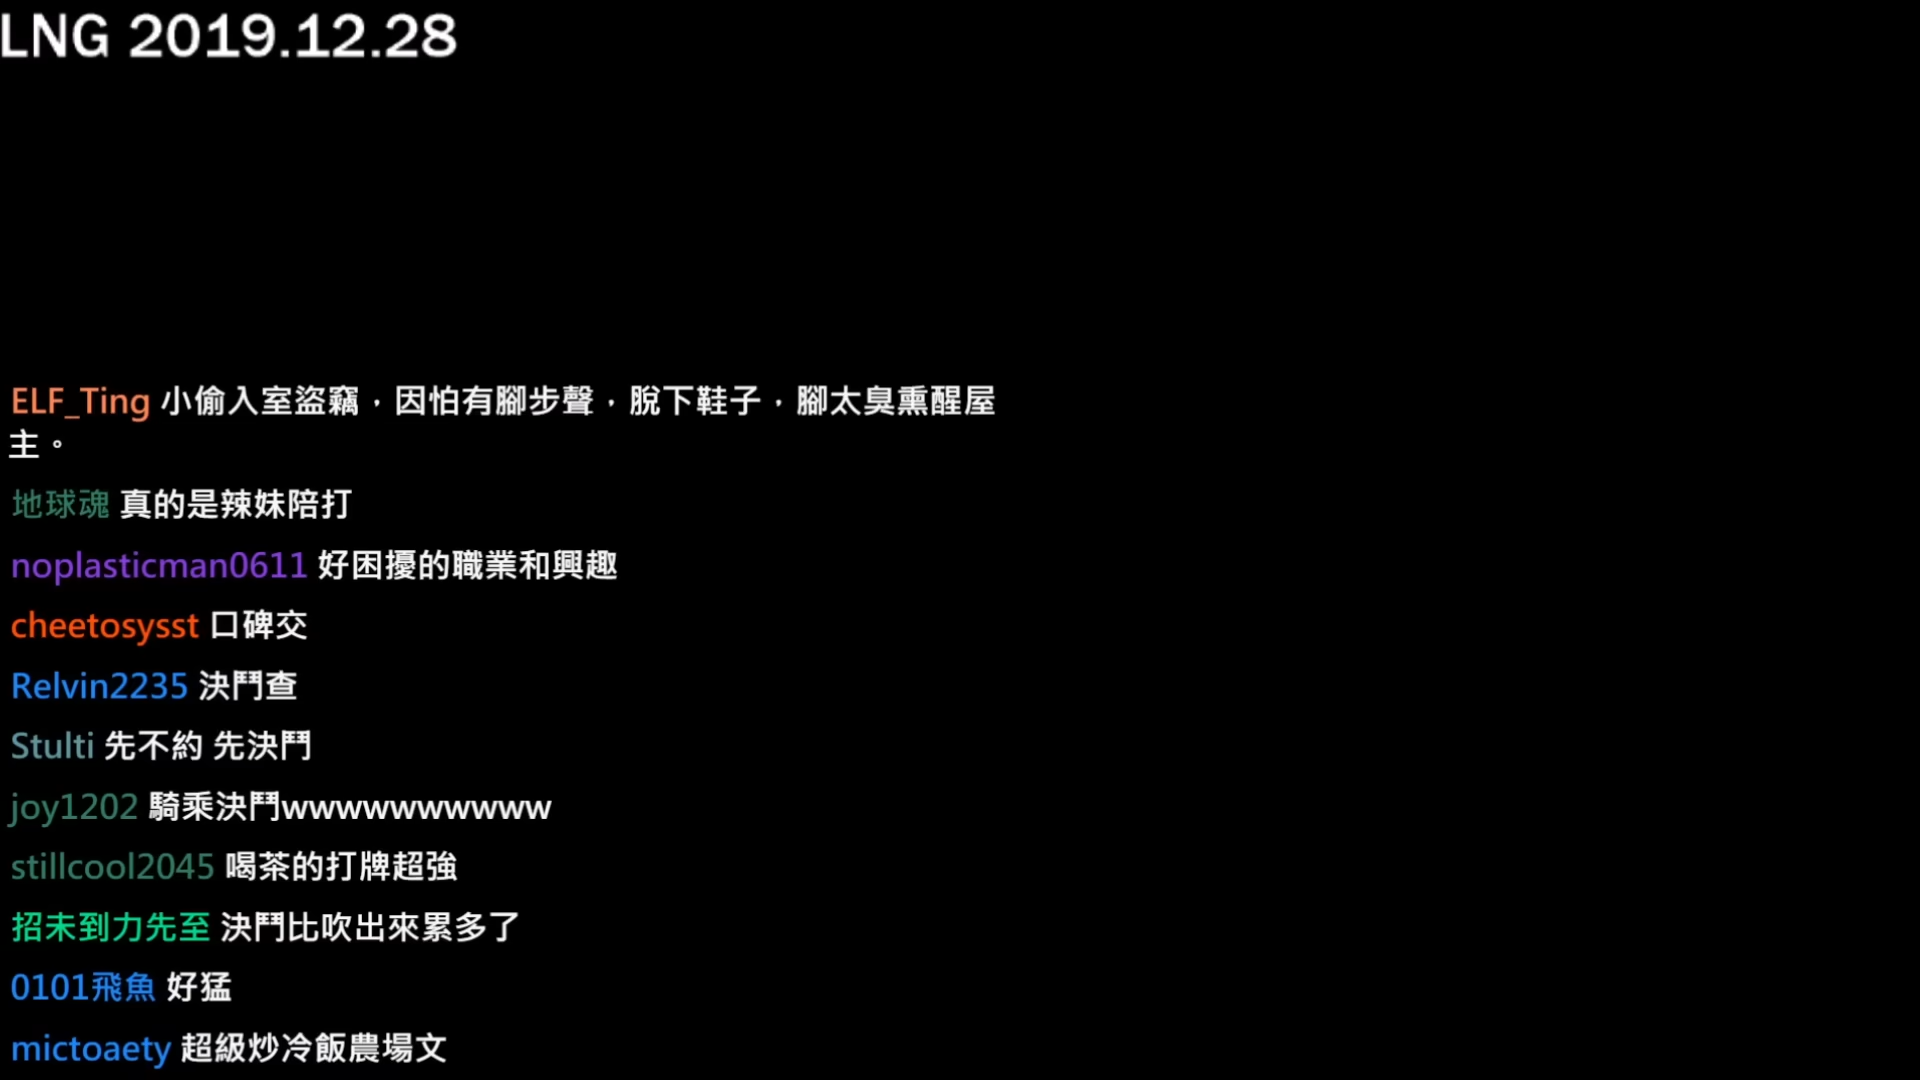 LNG 2019.12.28
ELF_Ting 小偷入室盜竊，因怕有腳步聲，脫下鞋子，腳太臭熏醒屋
主。
地球魂 真的是辣妹陪打
noplasticman0611 好困擾的職業和興趣
cheetosysst 口碑交
Relvin2235 決鬥查
Stulti 先不約 先決鬥
joy1202 騎乘決鬥wwwwwwwwww
stillcool2045 喝茶的打牌超強
招未到力先至 決鬥比吹出來累多了
0101飛魚 好猛
mictoaety 超級炒冷飯農場文